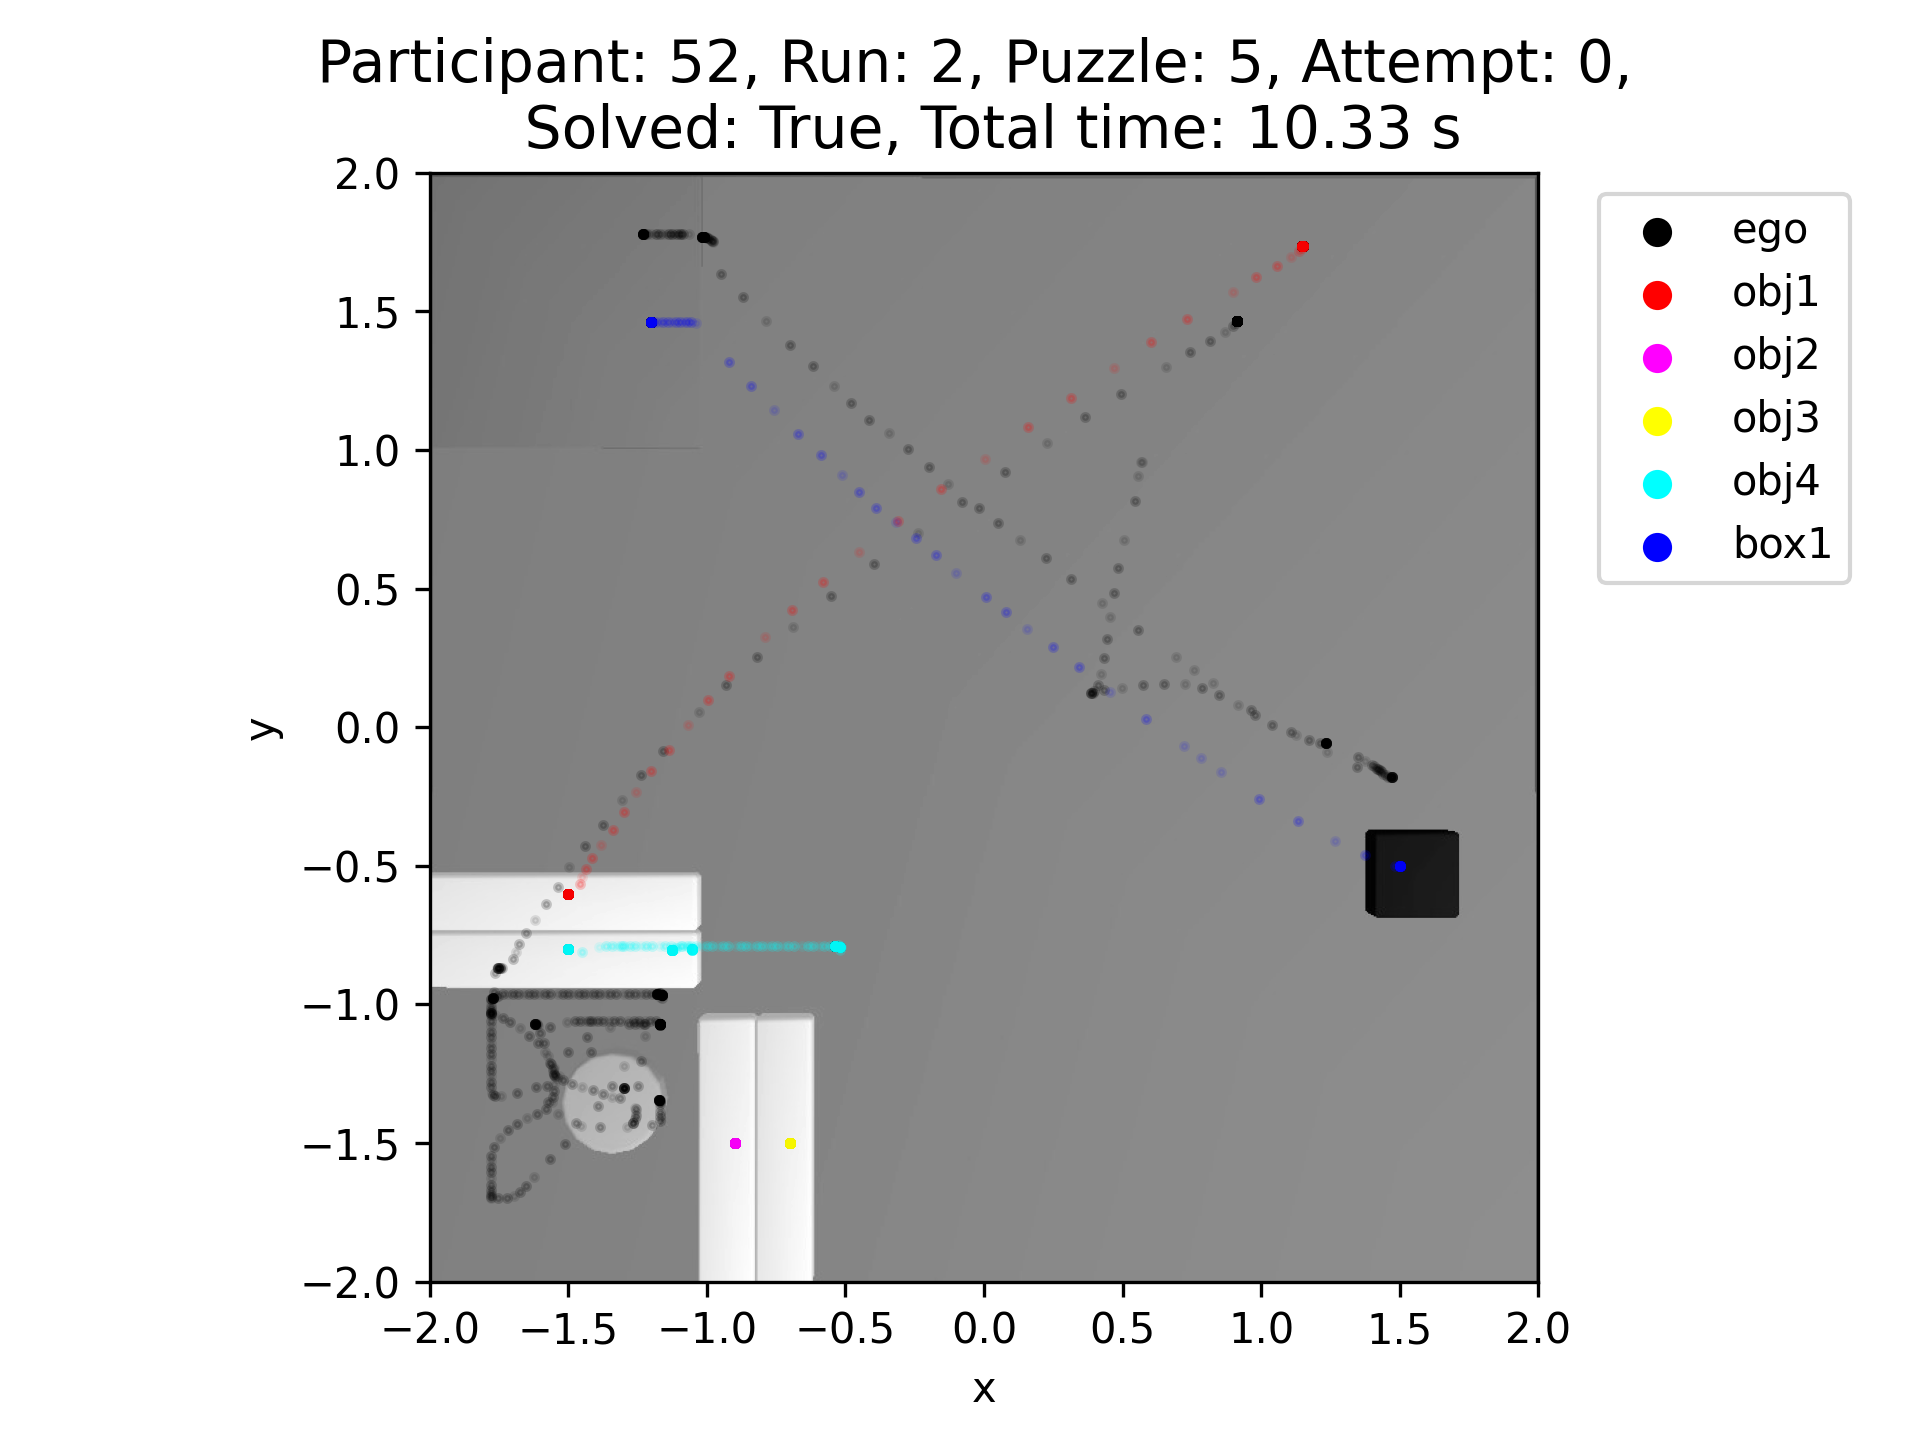 Participant: 52, Run: 2, Puzzle: 5, Attempt: 0,
Solved: True, Total time: 10.33 s
2.0
1.5
1.0
0.5
0.0
−0.5
−1.0
−1.5
−2.0
y
−2.0 −1.5 −1.0 −0.5 0.0 0.5 1.0 1.5 2.0
x
ego
obj1
obj2
obj3
obj4
box1